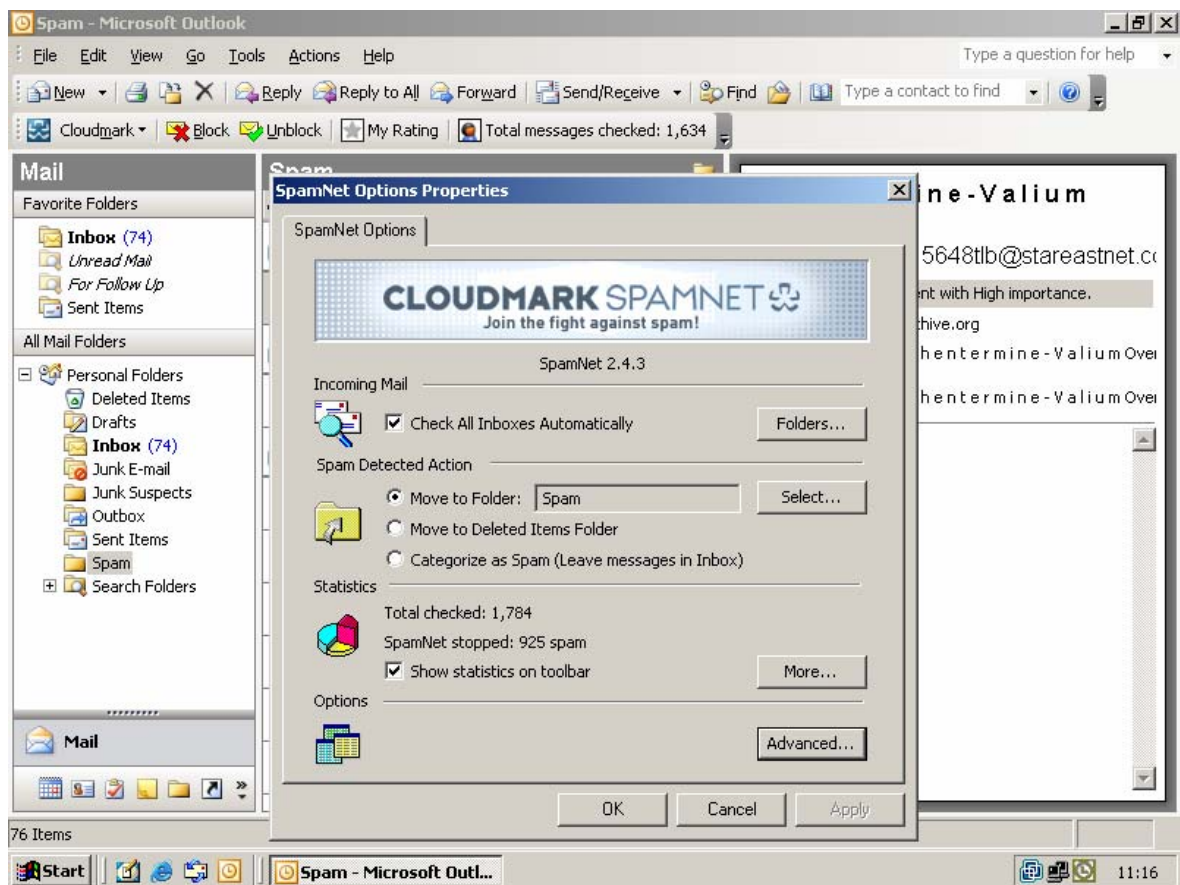 Spam - Microsoft Outlook
File Edit View Go Tools Actions Help
Type a question for help
New Reply Reply to All Forward Send/Receive Find Type a contact to find
Cloudmark Block Unblock My Rating Total messages checked: 1,634
Mail
Favorite Folders
Inbox (74)
Unread Mail
For Follow Up
Sent Items
All Mail Folders
Personal Folders
Deleted Items
Drafts
Inbox (74)
Junk E-mail
Junk Suspects
Outbox
Sent Items
Spam
Search Folders
Mail
76 Items
Spam
SpamNet Options Properties
SpamNet Options
CLOUDMARK SPAMNET
Join the fight against spam!
SpamNet 2.4.3
Incoming Mail
Check All Inboxes Automatically
Folders...
Spam Detected Action
Move to Folder: Spam
Select...
Move to Deleted Items Folder
Categorize as Spam (Leave messages in Inbox)
Statistics
Total checked: 1,784
SpamNet stopped: 925 spam
Show statistics on toolbar
More...
Options
Advanced...
OK Cancel Apply
ine-Valium
5648tlb@stareastnet.c
ent with High importance.
hive.org
hentermine-Valium Over
hentermine-Valium Over
Start
Spam - Microsoft Outl...
11:16